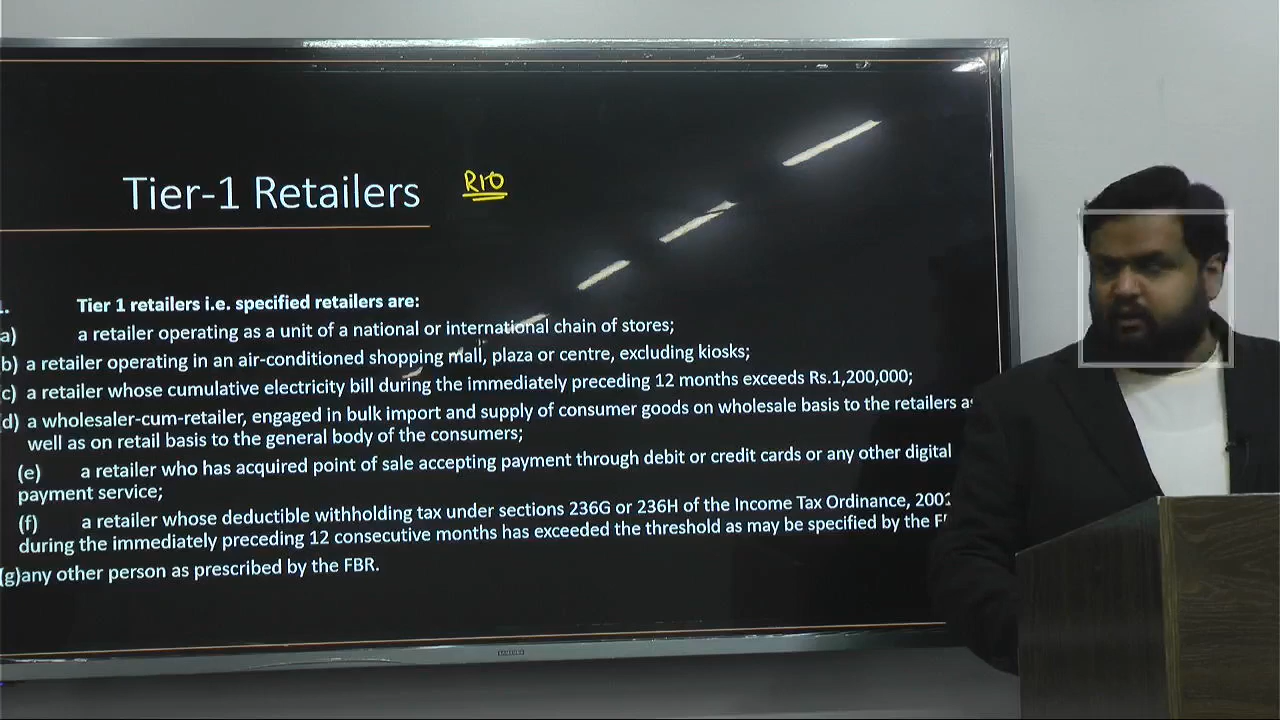 Tier-1 Retailers R10
Tier 1 retailers i.e. specified retailers are:
a) a retailer operating as a unit of a national or international chain of stores;
b) a retailer operating in an air-conditioned shopping mall, plaza or centre, excluding kiosks;
c) a retailer whose cumulative electricity bill during the immediately preceding 12 months exceeds Rs.1,200,000;
d) a wholesaler-cum-retailer, engaged in bulk import and supply of consumer goods on wholesale basis to the retailers as
well as on retail basis to the general body of the consumers;
(e) a retailer who has acquired point of sale accepting payment through debit or credit cards or any other digital
payment service;
(f) a retailer whose deductible withholding tax under sections 236G or 236H of the Income Tax Ordinance, 2001
during the immediately preceding 12 consecutive months has exceeded the threshold as may be specified by the
(g)any other person as prescribed by the FBR.
SAMSUNG